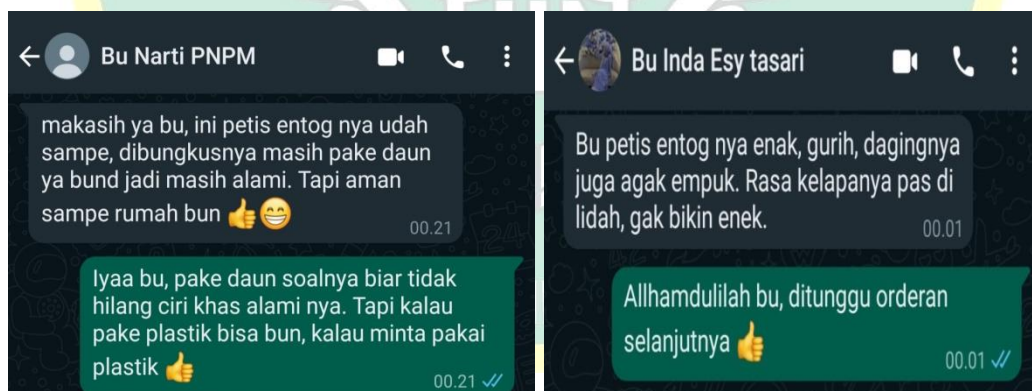 Bu Narti PNPM
makasih ya bu, ini petis entog nya udah
sampe, dibungkusnya masih pake daun
ya bund jadi masih alami. Tapi aman
sampe rumah bun 👍😁
00.21
Iyaa bu, pake daun soalnya biar tidak
hilang ciri khas alami nya. Tapi kalau
pake plastik bisa bun, kalau minta pakai
plastik 👍
00.21
Bu Inda Esy tasari
Bu petis entog nya enak, gurih, dagingnya
juga agak empuk. Rasa kelapanya pas di
lidah, gak bikin enek.
00.01
Allhamdulilah bu, ditunggu orderan
selanjutnya 👍
00.01